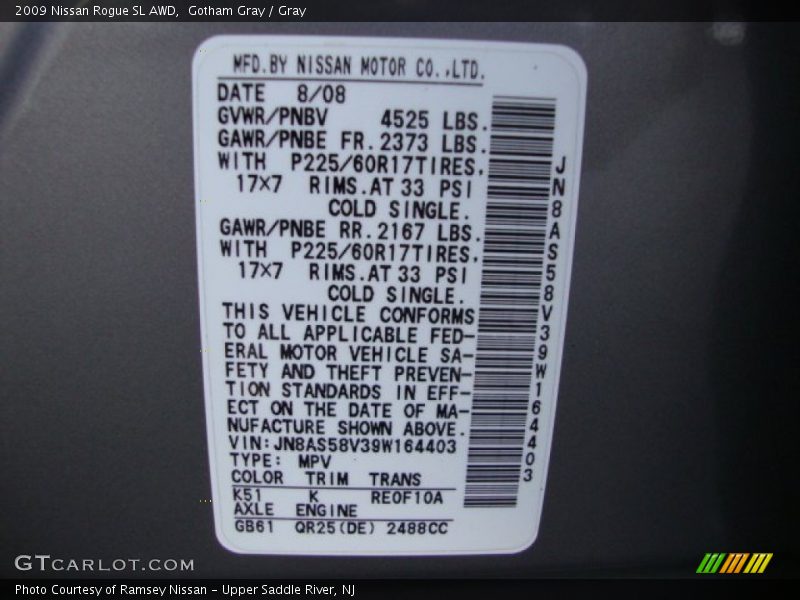 2009 Nissan Rogue SL AWD,  Gotham Gray / Gray
MFD.BY NISSAN MOTOR CO.,LTD.
DATE 8/08
GVWR/PNBV 4525 LBS.
GAWR/PNBE FR.2373 LBS.
WITH P225/60R17TIRES,
17×7 RIMS.AT 33 PSI
COLD SINGLE.
GAWR/PNBE RR.2167 LBS.
WITH P225/60R17TIRES,
17×7 RIMS.AT 33 PSI
COLD SINGLE.
THIS VEHICLE CONFORMS
TO ALL APPLICABLE FED-
ERAL MOTOR VEHICLE SA-
FETY AND THEFT PREVEN-
TION STANDARDS IN EFF-
ECT ON THE DATE OF MA-
NUFACTURE SHOWN ABOVE.
VIN:JN8AS58V39W164403
TYPE: MPV
COLOR TRIM TRANS
K51 K RE0F10A
AXLE ENGINE
GB61 QR25(DE) 2488CC
JN8AS58V39W164403
GTCARLOT.COM
Photo Courtesy of Ramsey Nissan - Upper Saddle River, NJ